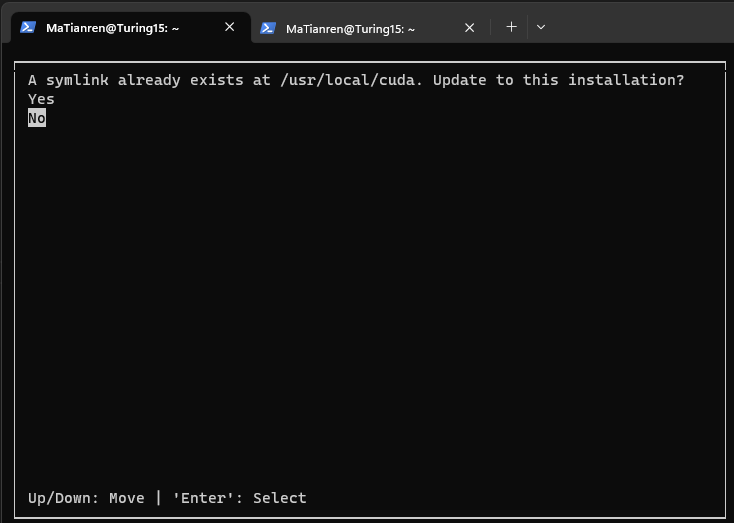 MaTianren@Turing15: ~
MaTianren@Turing15: ~
A symlink already exists at /usr/local/cuda. Update to this installation?
Yes
No
Up/Down: Move | 'Enter': Select